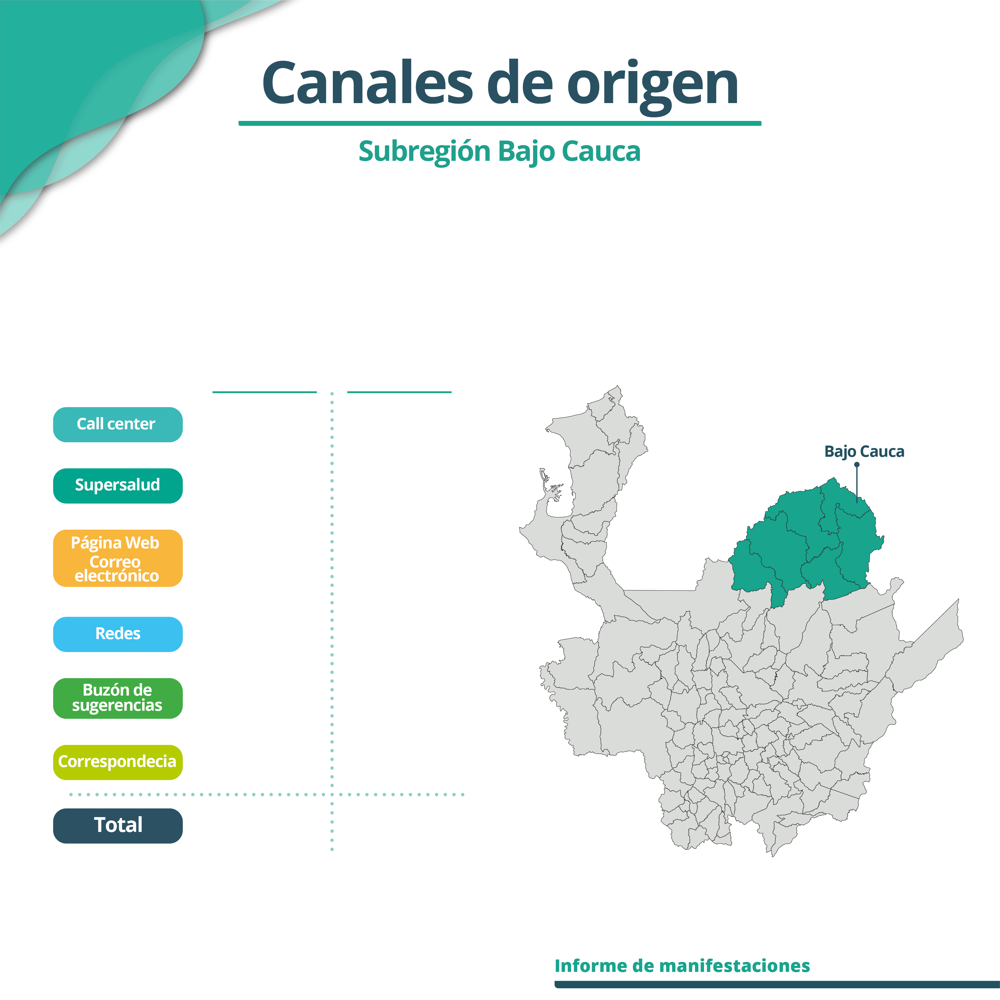 Canales de origen
Subregión Bajo Cauca
Call center
Supersalud
Página Web
Correo
electrónico
Redes
Buzón de
sugerencias
Correspondecia
Total
Bajo Cauca
Informe de manifestaciones